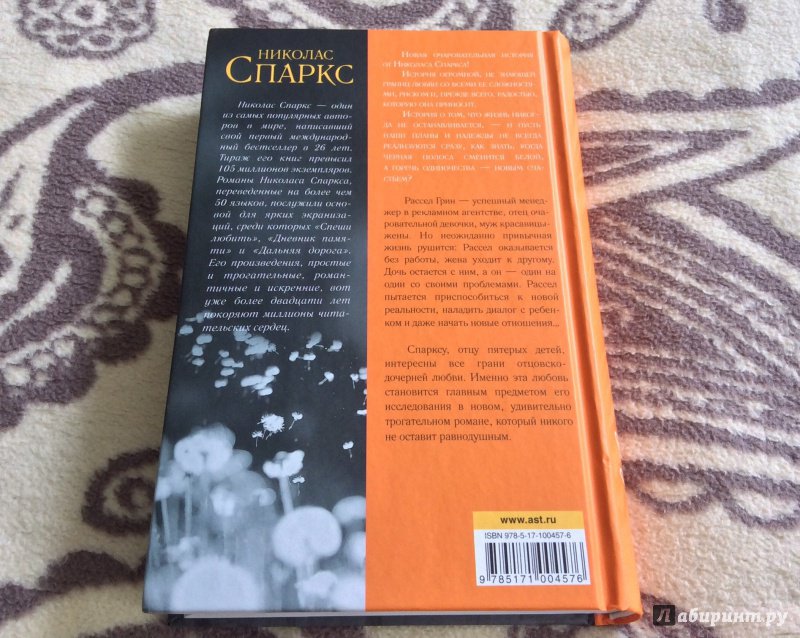 НИКОЛАС
СПАРКС
Николас Спаркс — один
из самых популярных авто-
ров в мире, написавший
свой первый международ-
ный бестселлер в 26 лет.
Тираж его книг превысил
105 миллионов экземпляров.
Романы Николаса Спаркса,
переведенные на более чем
50 языков, послужили осно-
вой для ярких экраниза-
ций, среди которых «Спеши
любить», «Дневник памя-
ти» и «Дальняя дорога».
Его произведения, простые
и трогательные, роман-
тичные и искренние, вот
уже более двадцати лет
покоряют миллионы чита-
тельских сердец.
Новая очаровательная история
от Николаса Спаркса!
История огромной, не знающей
границ любви со всеми ее сложностя-
ми, риском и, прежде всего, радостью,
которую она приносит.
История о том, что жизнь никог-
да не останавливается, — и пусть
наши планы и надежды не всегда
реализуются сразу, как знать, когда
черная полоса сменится белой,
а горечь одиночества — новым сча-
стьем?
Рассел Грин — успешный менед-
жер в рекламном агентстве, отец оча-
ровательной девочки, муж красавицы-
жены. Но неожиданно привычная
жизнь рушится: Рассел оказывается
без работы, жена уходит к другому.
Дочь остается с ним, а он — один на
один со своими проблемами. Рассел
пытается приспособиться к новой
реальности, наладить диалог с ребен-
ком и даже начать новые отношения...
Спарксу, отцу пятерых детей,
интересны все грани отцовско-
дочерней любви. Именно эта любовь
становится главным предметом его
исследования в новом, удивительно
трогательном романе, который никого
не оставит равнодушным.
www.ast.ru
ISBN 978-5-17-100457-6
9 785171 004576
Лабиринт.ру